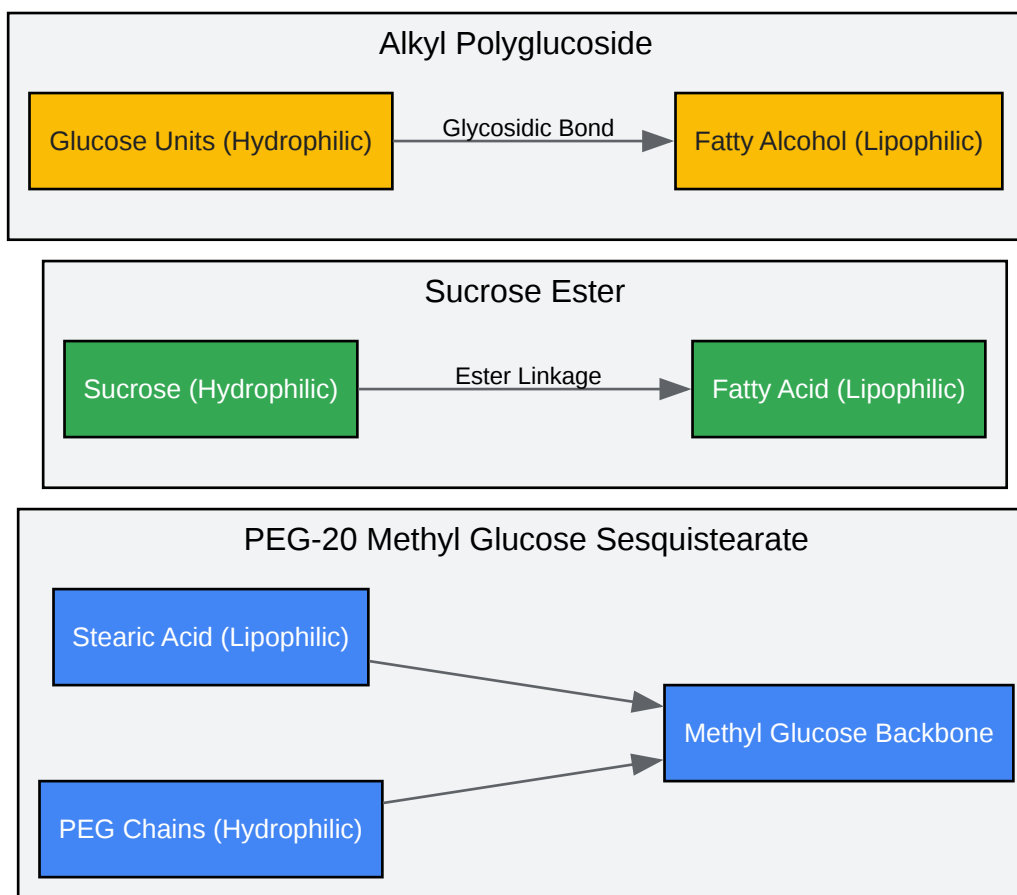 Alkyl Polyglucoside
Glucose Units (Hydrophilic)
Glycosidic Bond
Fatty Alcohol (Lipophilic)
Sucrose Ester
Sucrose (Hydrophilic)
Ester Linkage
Fatty Acid (Lipophilic)
PEG-20 Methyl Glucose Sesquistearate
Stearic Acid (Lipophilic)
Methyl Glucose Backbone
PEG Chains (Hydrophilic)